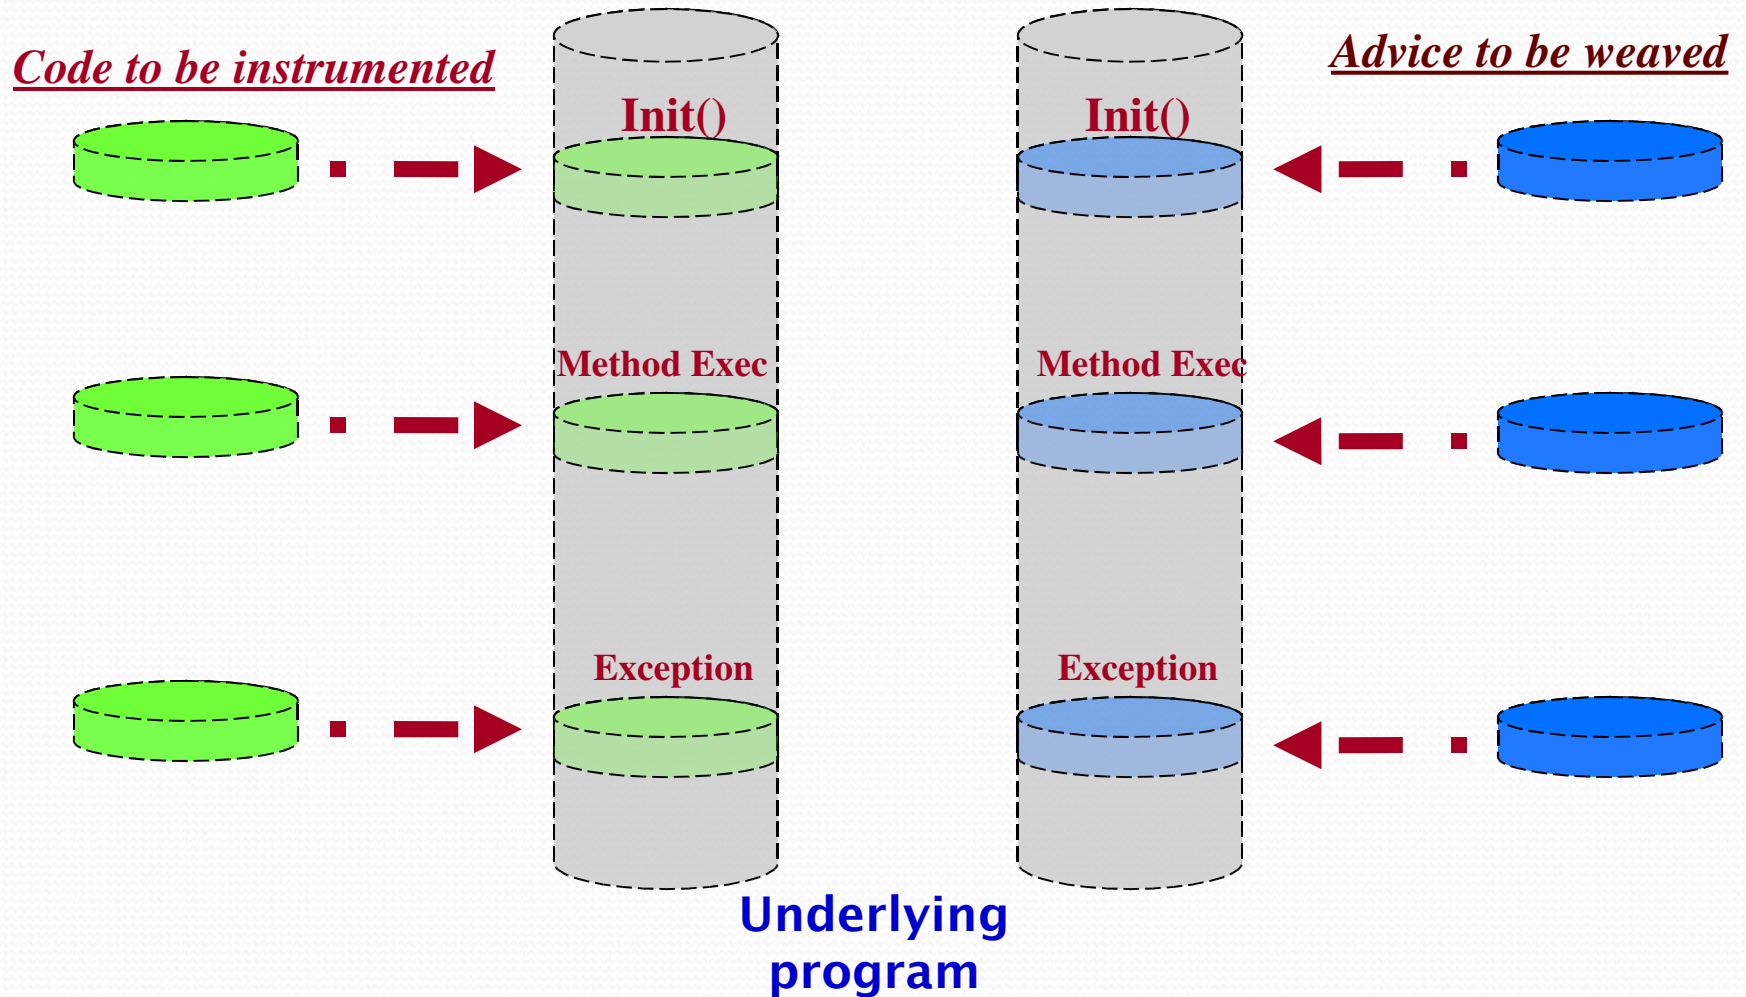 Code to be instrumented
Advice to be weaved
Init()
Init()
Method Exec
Method Exec
Exception
Exception
Underlying
program